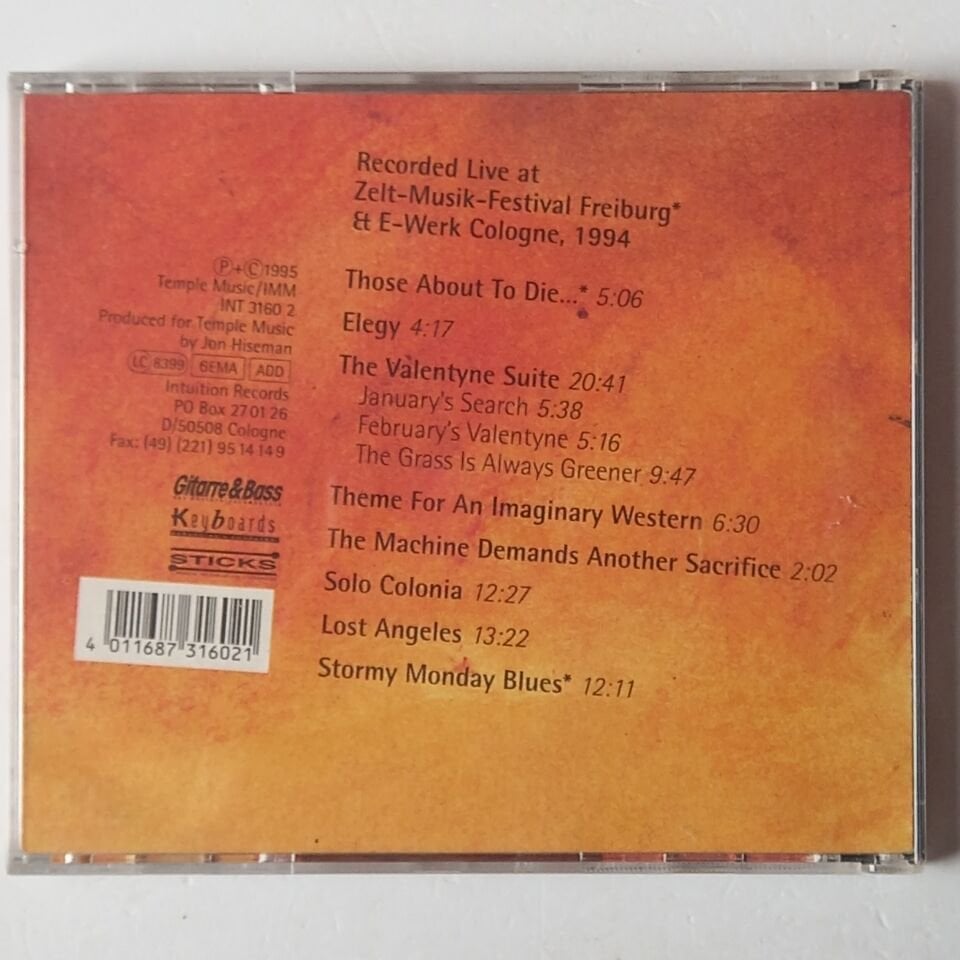 Recorded Live at
Zelt-Musik-Festival Freiburg*
& E-Werk Cologne, 1994
Ⓟ+Ⓒ1995
Temple Music/IMM
INT 3160 2
Produced for Temple Music
by Jon Hiseman
LC 8399 GEMA ADD
Intuition Records
PO Box 27 01 26
D/50508 Cologne
Fax: (49) (221) 95 14 14 9
Gitarre & Bass
Keyboards
STICKS
4 011687 316021
Those About To Die...* 5:06
Elegy 4:17
The Valentyne Suite 20:41
January's Search 5:38
February's Valentyne 5:16
The Grass Is Always Greener 9:47
Theme For An Imaginary Western 6:30
The Machine Demands Another Sacrifice 2:02
Solo Colonia 12:27
Lost Angeles 13:22
Stormy Monday Blues* 12:11